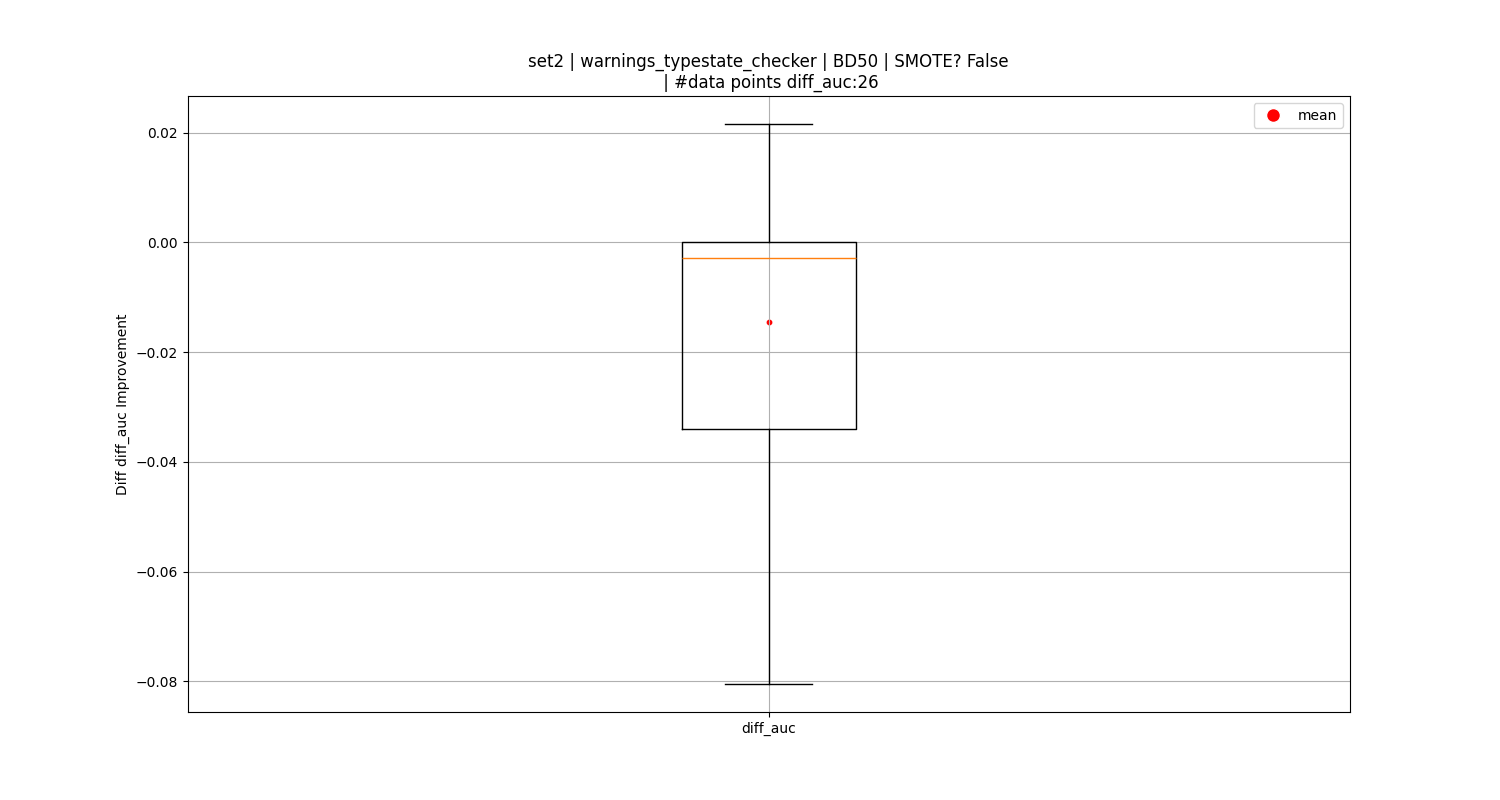 set2 | warnings_typestate_checker | BD50 | SMOTE? False
| #data points diff_auc:26
mean
0.02
0.00
−0.02
−0.04
−0.06
−0.08
Diff diff_auc Improvement
diff_auc